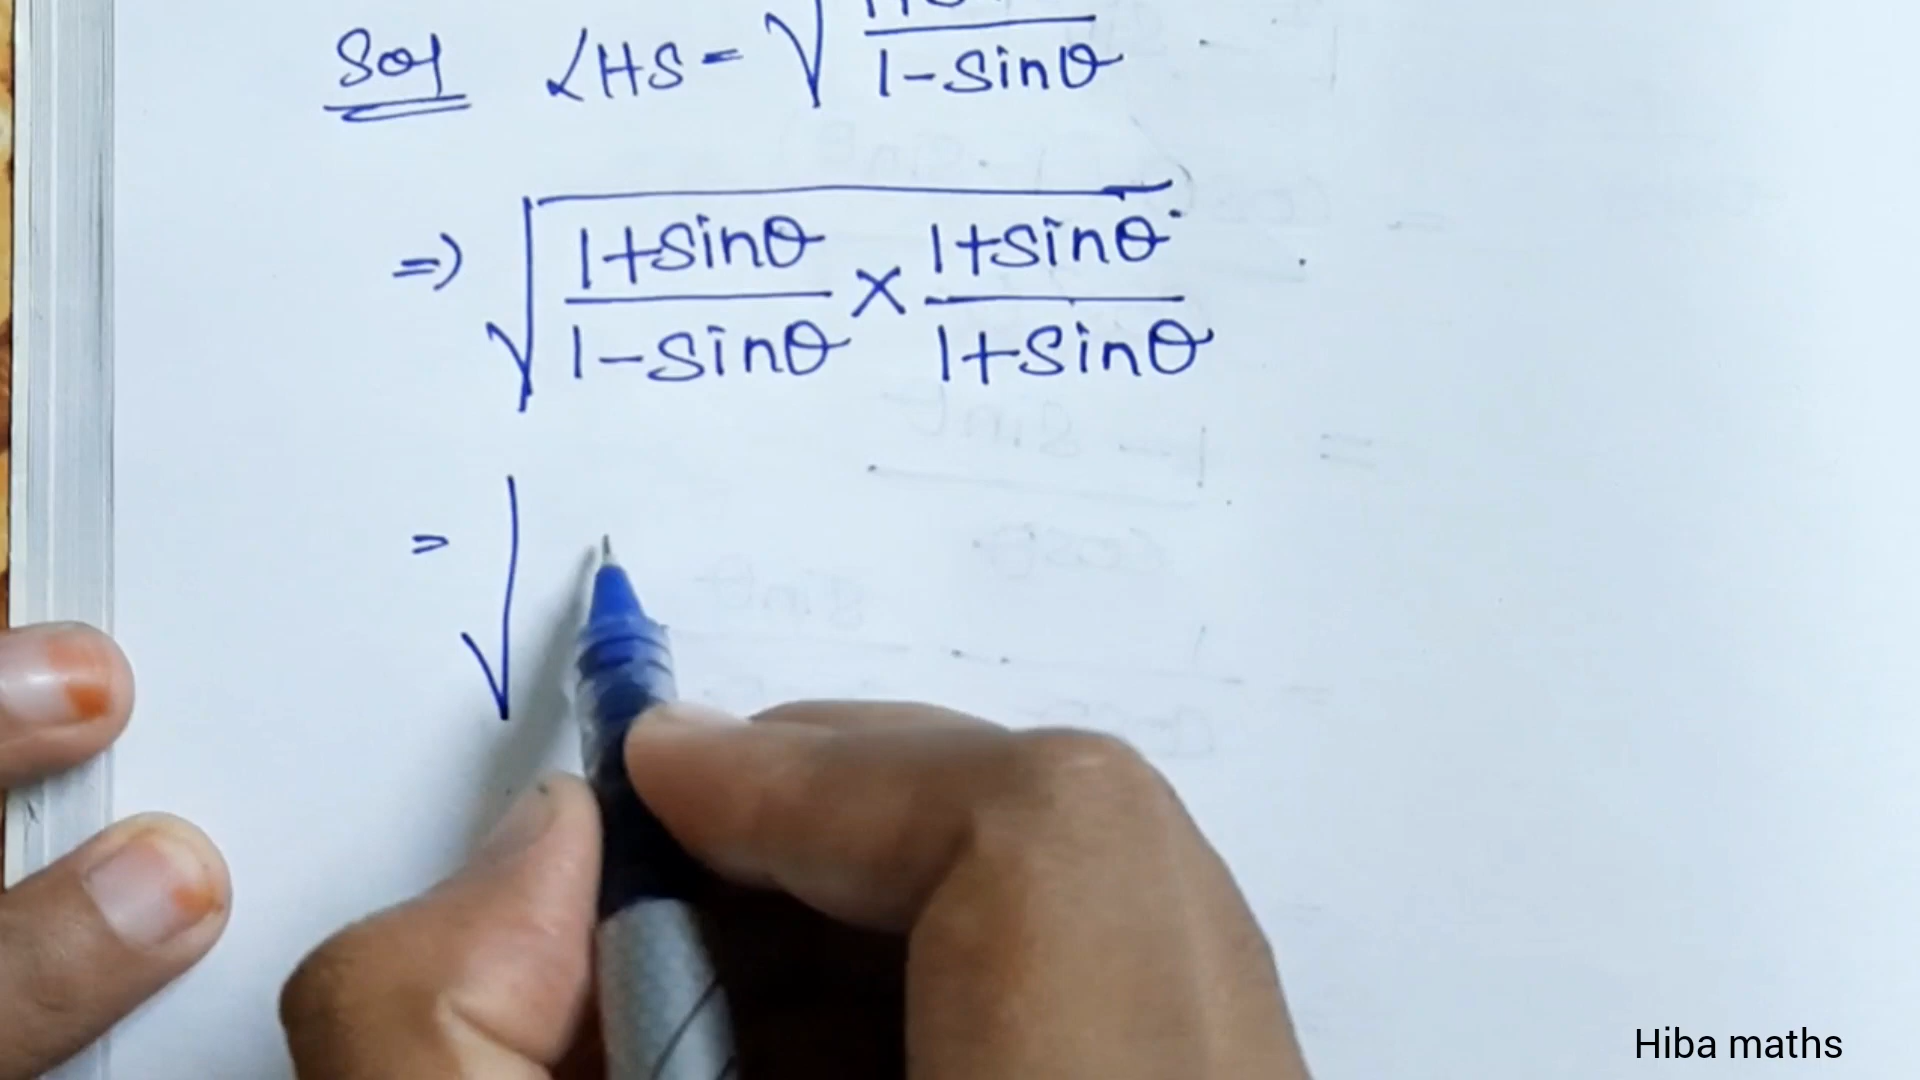 Sol LHS = √ 1-sinθ
=> √ 1+sinθ/1-sinθ × 1+sinθ/1+sinθ
= √
Hiba maths